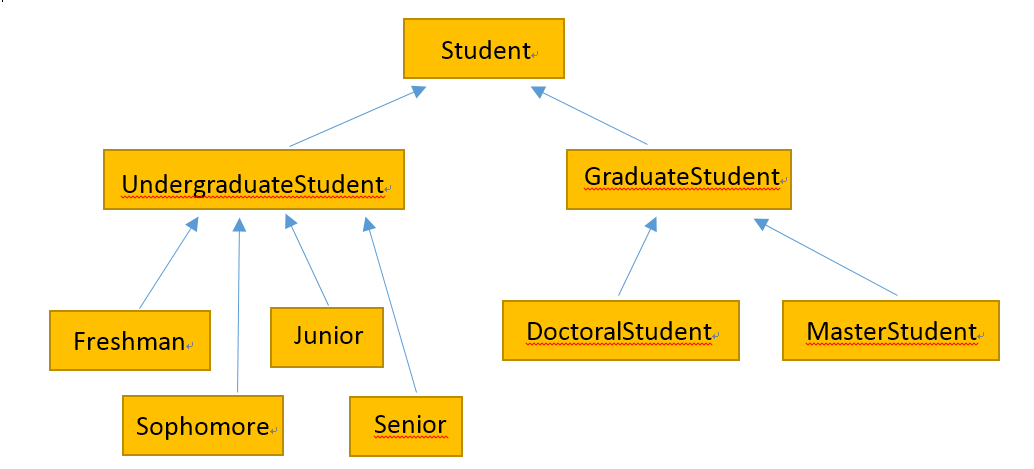 Student
UndergraduateStudent
GraduateStudent
Freshman
Junior
DoctoralStudent
MasterStudent
Sophomore
Senior